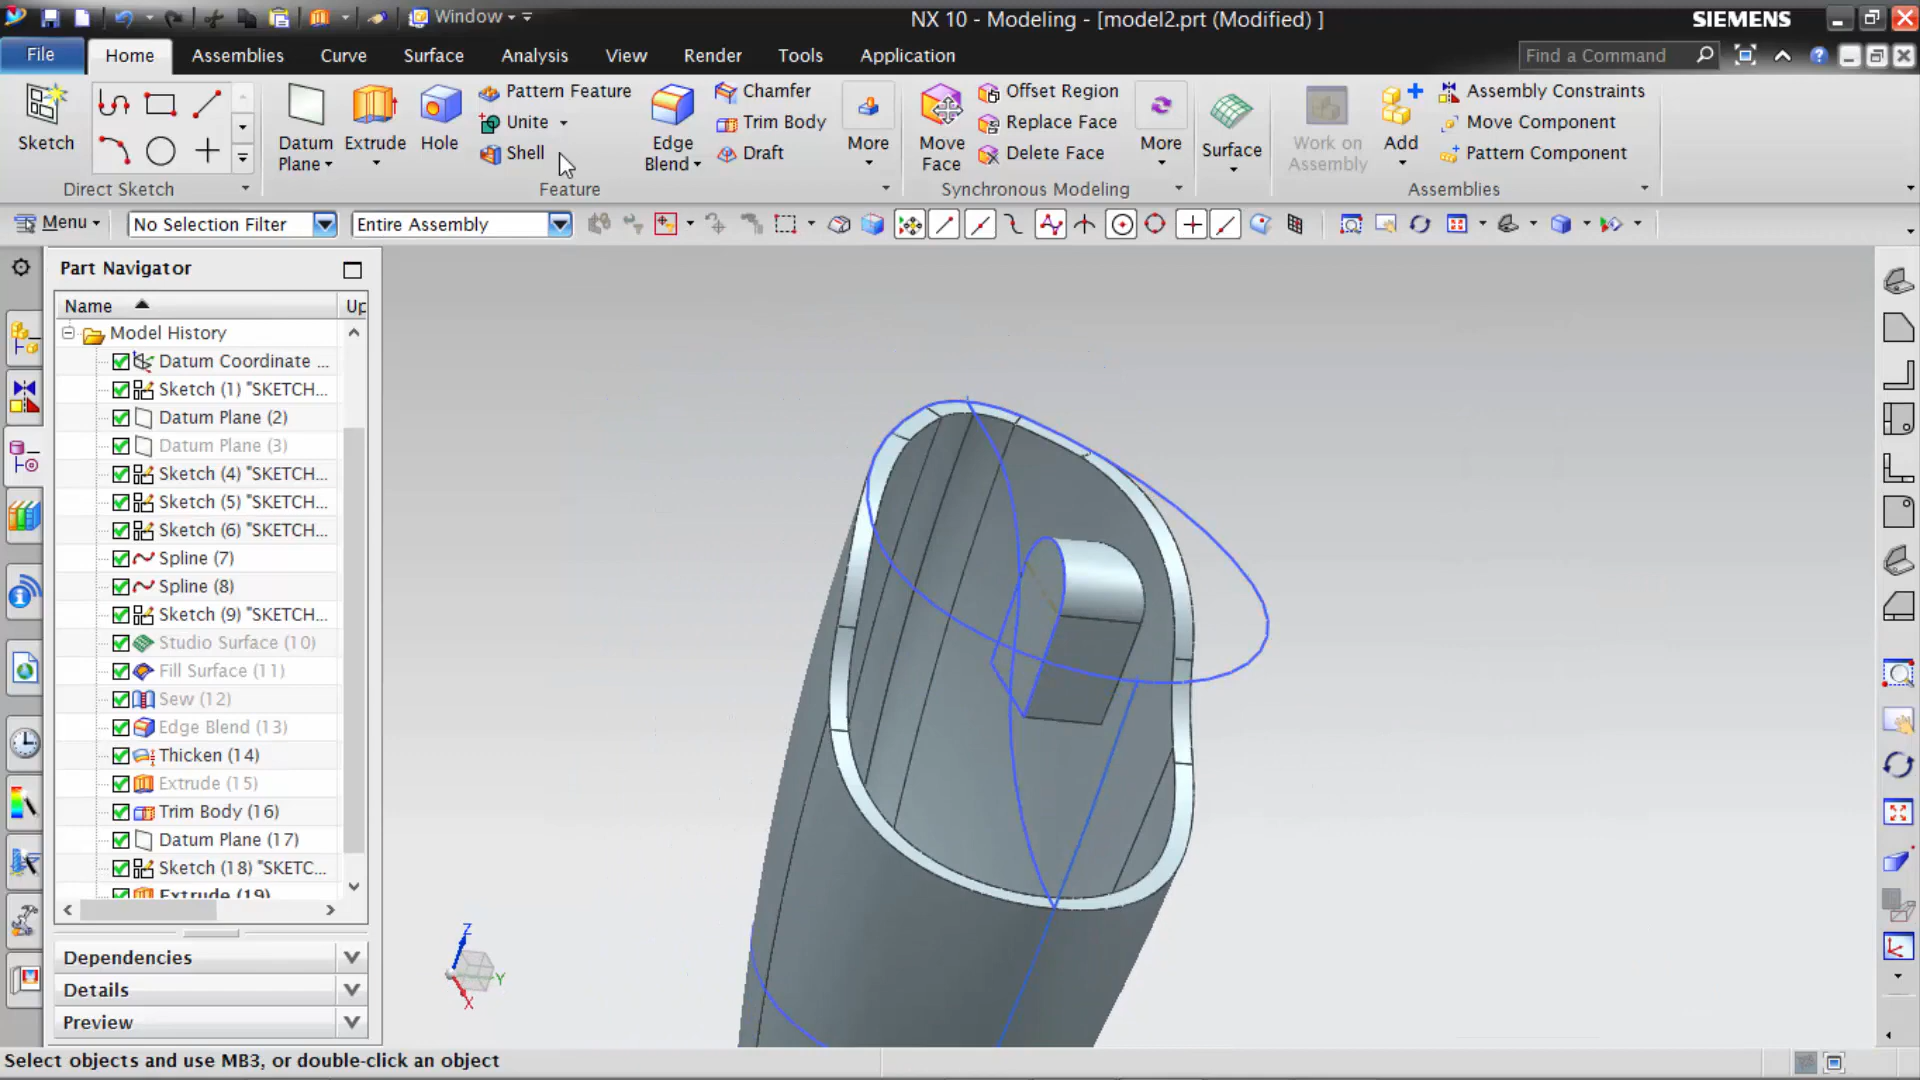 Window
NX 10 - Modeling - [model2.prt (Modified) ]
SIEMENS
File
Home
Assemblies
Curve
Surface
Analysis
View
Render
Tools
Application
Find a Command
Sketch
Datum
Plane
Extrude
Hole
Pattern Feature
Unite
Shell
Edge
Blend
Chamfer
Trim Body
Draft
More
Move
Face
Offset Region
Replace Face
Delete Face
More
Surface
Work on
Assembly
Add
Assembly Constraints
Move Component
Pattern Component
Direct Sketch
Feature
Synchronous Modeling
Assemblies
Menu
No Selection Filter
Entire Assembly
Part Navigator
Name
Up
Model History
Datum Coordinate ...
Sketch (1) "SKETCH...
Datum Plane (2)
Datum Plane (3)
Sketch (4) "SKETCH...
Sketch (5) "SKETCH...
Sketch (6) "SKETCH...
Spline (7)
Spline (8)
Sketch (9) "SKETCH...
Studio Surface (10)
Fill Surface (11)
Sew (12)
Edge Blend (13)
Thicken (14)
Extrude (15)
Trim Body (16)
Datum Plane (17)
Sketch (18) "SKETC...
Extrude (19)
Dependencies
Details
Preview
Z
Y
X
Select objects and use MB3, or double-click an object